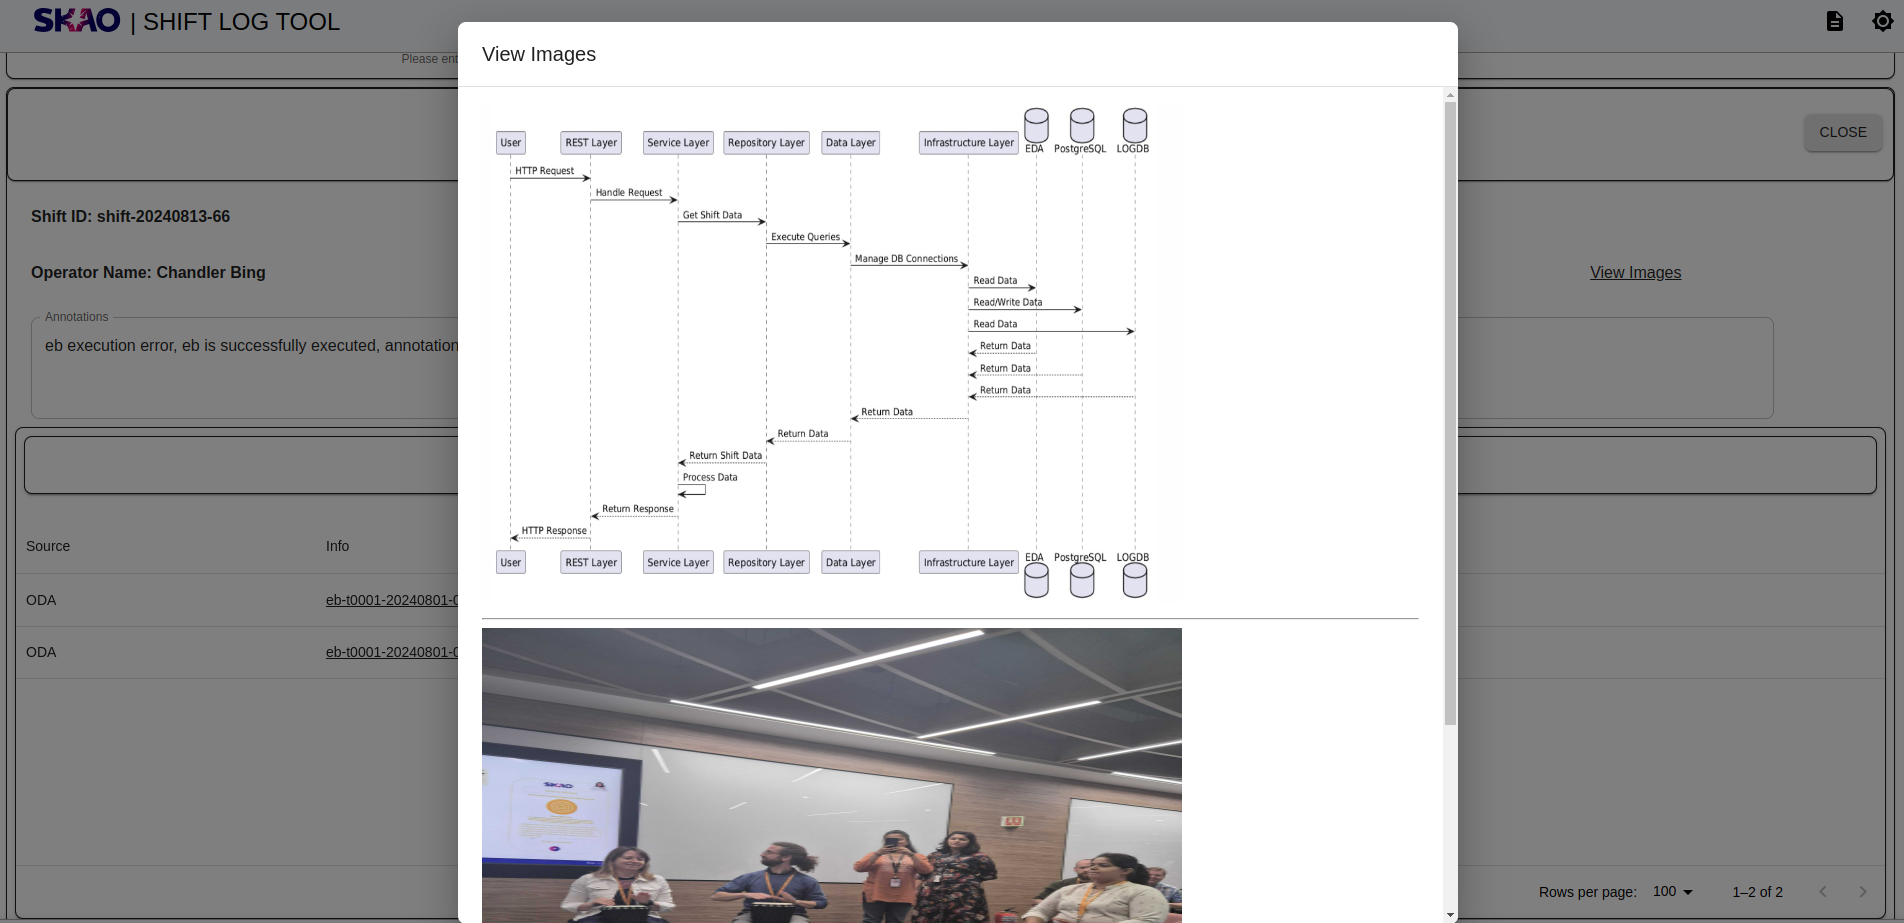 SKAO | SHIFT LOG TOOL
Please ent
View Images
CLOSE
Shift ID: shift-20240813-66
Operator Name: Chandler Bing
View Images
Annotations
eb execution error, eb is successfully executed, annotation
Source
Info
ODA
eb-t0001-20240801-0
ODA
eb-t0001-20240801-0
Rows per page: 100
1–2 of 2
EDA PostgreSQL LOGDB
User REST Layer Service Layer Repository Layer Data Layer Infrastructure Layer
HTTP Request
Handle Request
Get Shift Data
Execute Queries
Manage DB Connections
Read Data
Read/Write Data
Read Data
Return Data
Return Data
Return Data
Return Data
Return Data
Return Shift Data
Process Data
Return Response
HTTP Response
EDA PostgreSQL LOGDB
User REST Layer Service Layer Repository Layer Data Layer Infrastructure Layer
SKAO